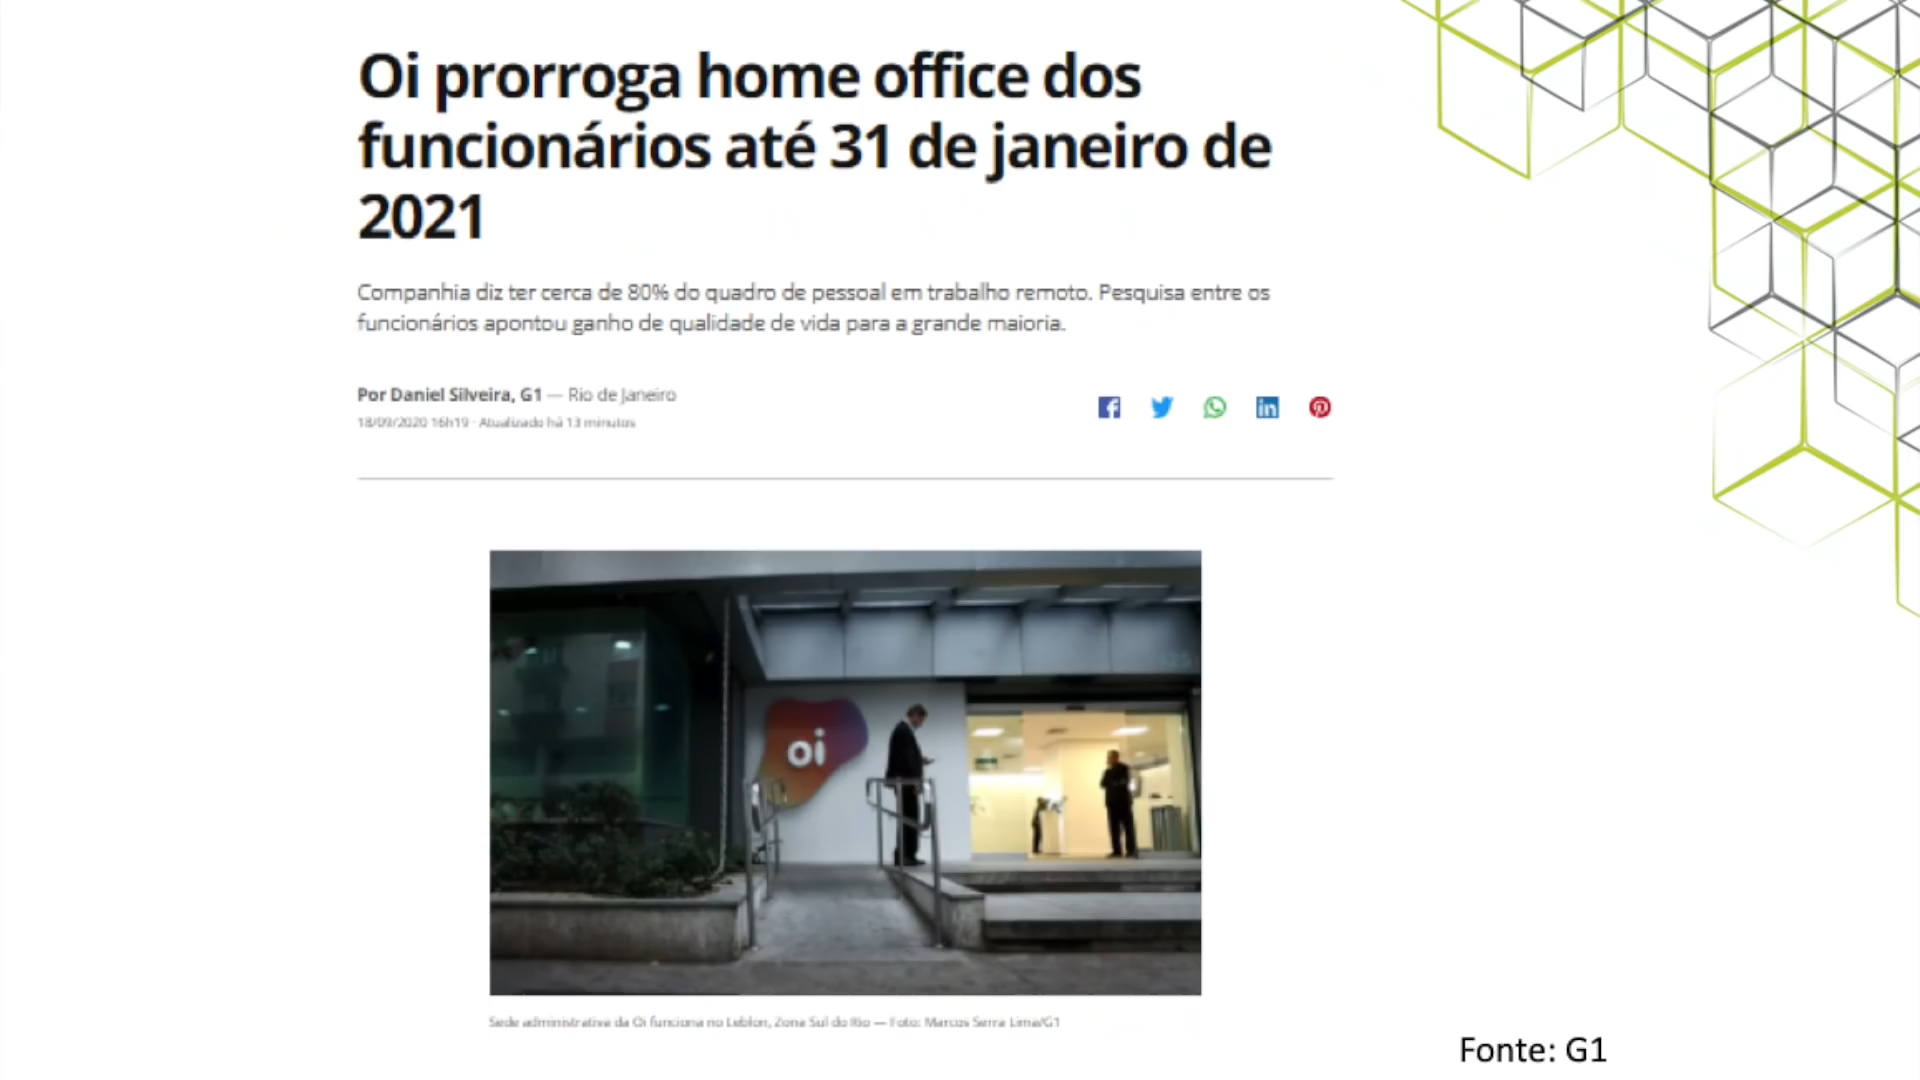 Oi prorroga home office dos
funcionários até 31 de janeiro de
2021
Companhia diz ter cerca de 80% do quadro de pessoal em trabalho remoto. Pesquisa entre os
funcionários apontou ganho de qualidade de vida para a grande maioria.
Por Daniel Silveira, G1 — Rio de Janeiro
18/09/2020 16h19 · Atualizado há 13 minutos
oi
Sede administrativa da Oi funciona no Leblon, Zona Sul do Rio — Foto: Marcos Serra Lima/G1
Fonte: G1